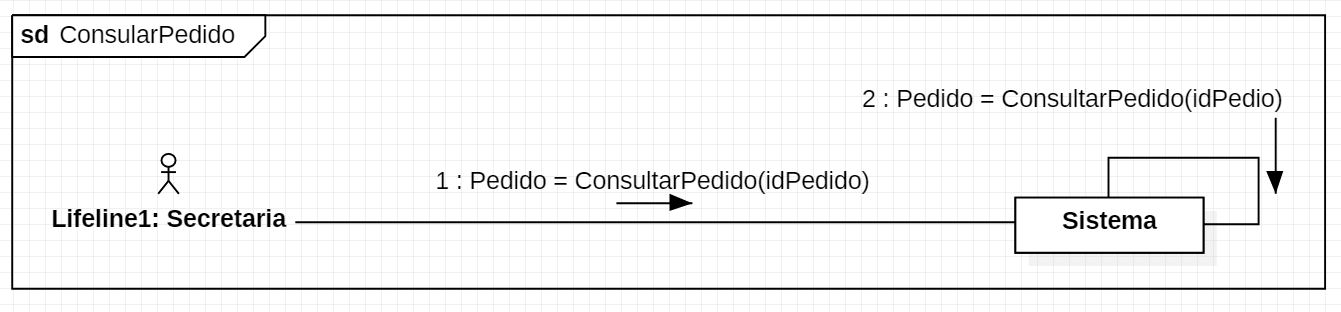 sd ConsularPedido
2 : Pedido = ConsultarPedido(idPedio)
1 : Pedido = ConsultarPedido(idPedido)
Lifeline1: Secretaria
Sistema